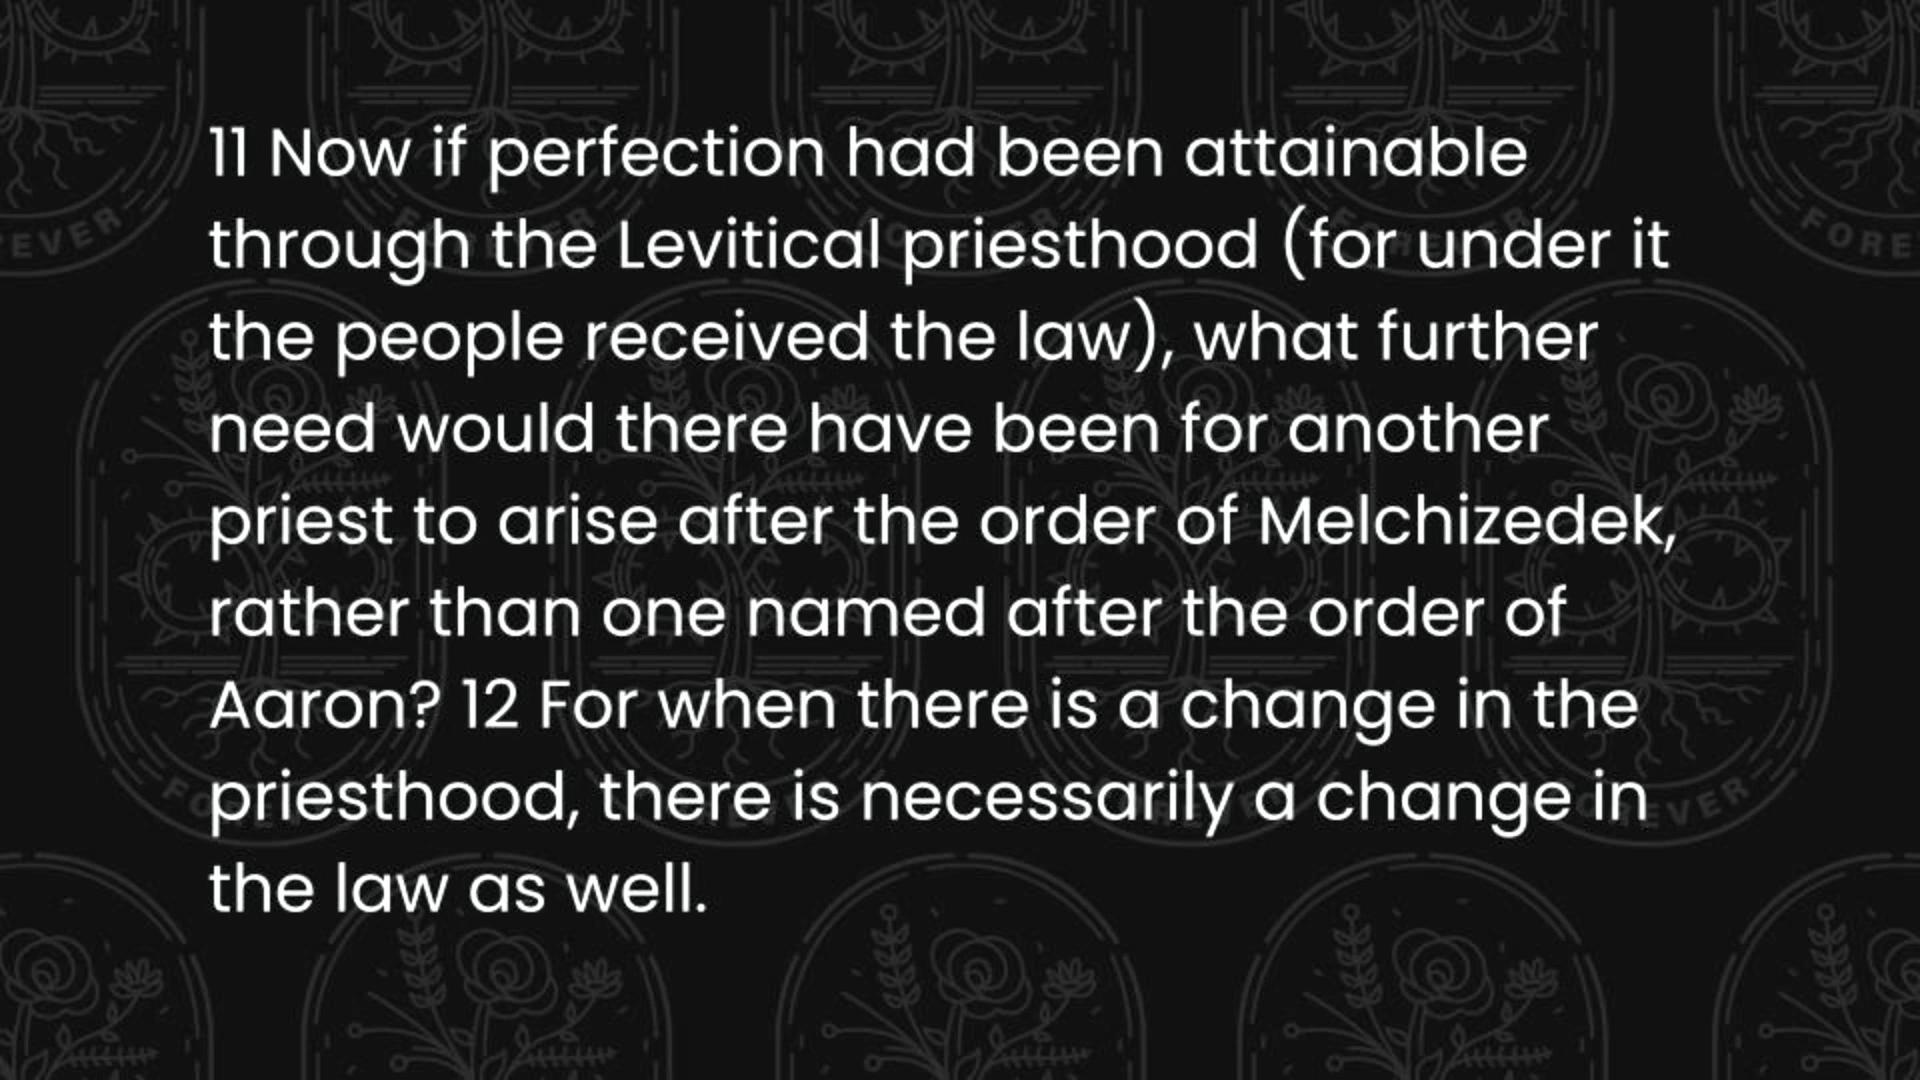 11 Now if perfection had been attainable
through the Levitical priesthood (for under it
the people received the law), what further
need would there have been for another
priest to arise after the order of Melchizedek,
rather than one named after the order of
Aaron? 12 For when there is a change in the
priesthood, there is necessarily a change in
the law as well.